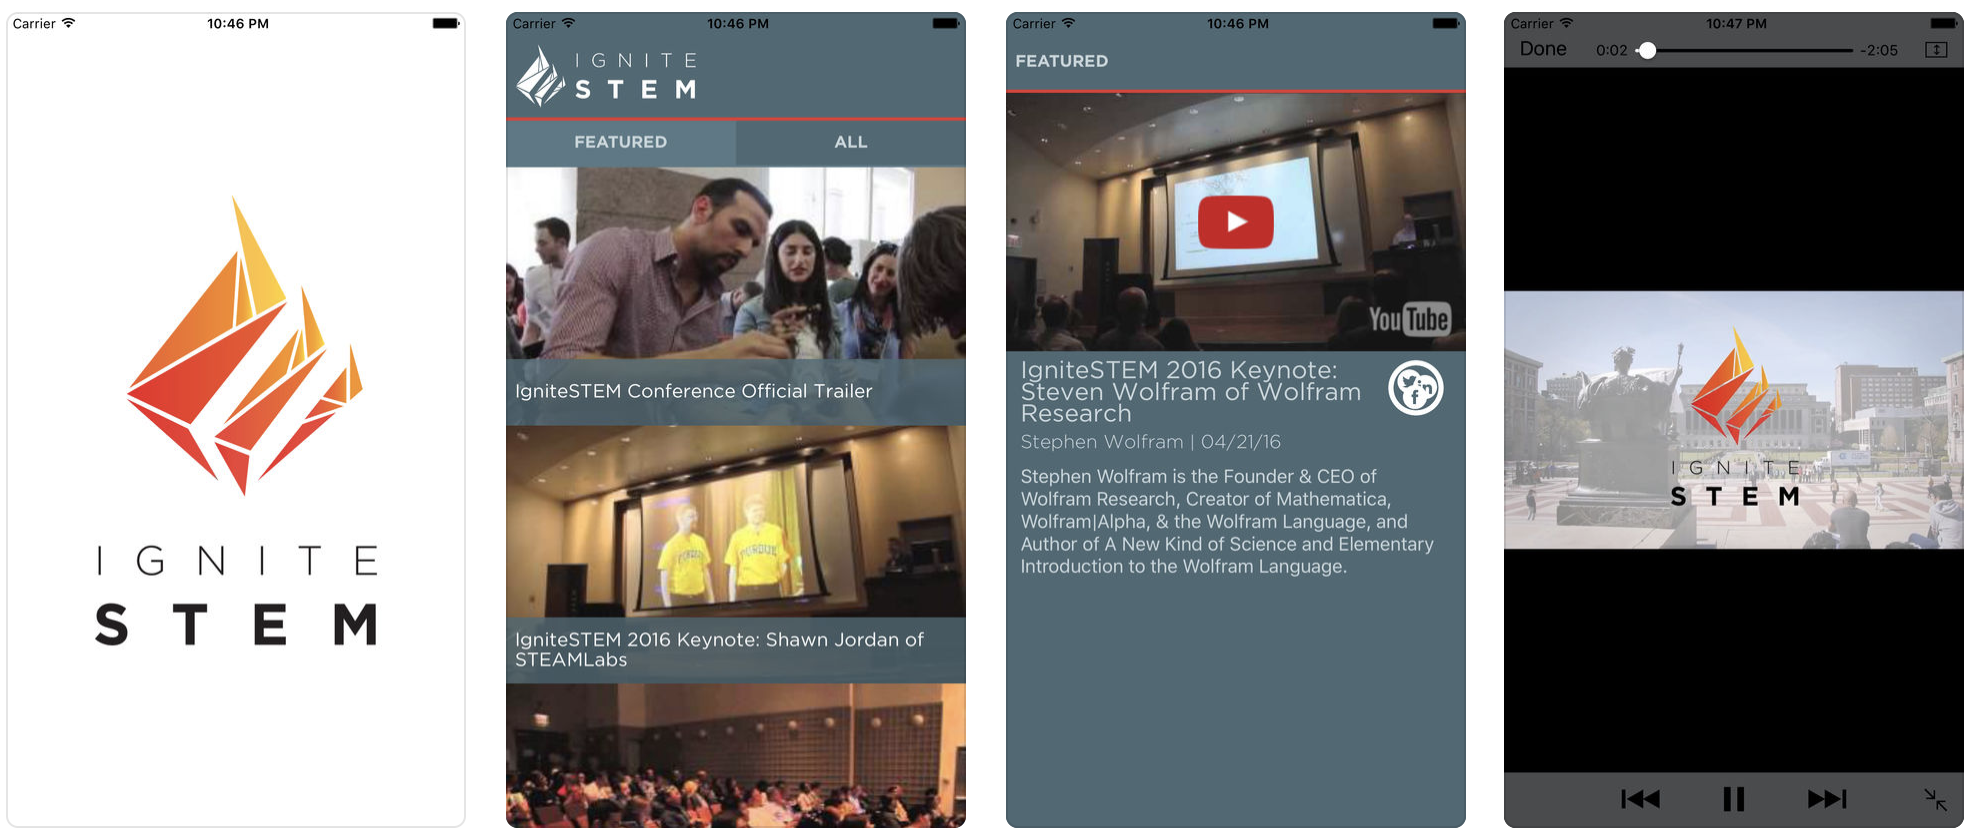 Carrier 10:46 PM
IGNITE
STEM
Carrier 10:46 PM
IGNITE
STEM
FEATURED ALL
PURDUE PURDUE
IgniteSTEM Conference Official Trailer
IgniteSTEM 2016 Keynote: Shawn Jordan of
STEAMLabs
Carrier 10:46 PM
FEATURED
YouTube
IgniteSTEM 2016 Keynote:
Steven Wolfram of Wolfram
Research
Stephen Wolfram | 04/21/16
Stephen Wolfram is the Founder & CEO of
Wolfram Research, Creator of Mathematica,
Wolfram|Alpha, & the Wolfram Language, and
Author of A New Kind of Science and Elementary
Introduction to the Wolfram Language.
Carrier 10:47 PM
Done 0:02 -2:05
IGNITE
STEM